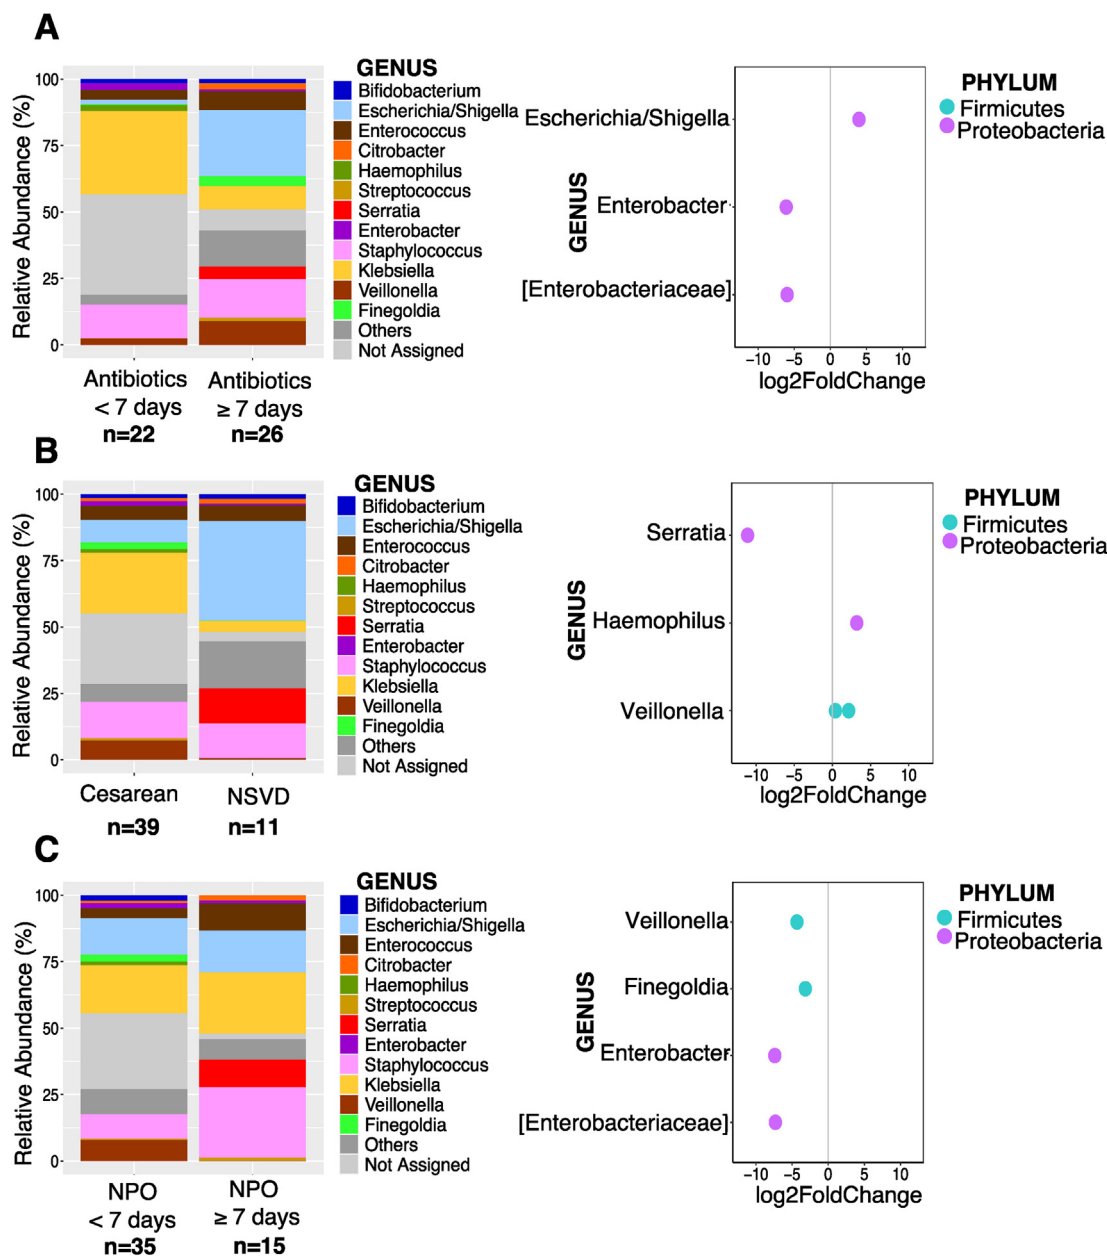 A
GENUS
Relative Abundance (%)
100
75
50
25
0
Bifidobacterium
Escherichia/Shigella
Enterococcus
Citrobacter
Haemophilus
Streptococcus
Serratia
Enterobacter
Staphylococcus
Klebsiella
Veillonella
Finegoldia
Others
Not Assigned
Antibiotics
< 7 days
n=22
Antibiotics
≥ 7 days
n=26
GENUS
Escherichia/Shigella
Enterobacter
[Enterobacteriaceae]
−10 −5 0 5 10
log2FoldChange
PHYLUM
Firmicutes
Proteobacteria
B
GENUS
Relative Abundance (%)
100
75
50
25
0
Bifidobacterium
Escherichia/Shigella
Enterococcus
Citrobacter
Haemophilus
Streptococcus
Serratia
Enterobacter
Staphylococcus
Klebsiella
Veillonella
Finegoldia
Others
Not Assigned
Cesarean
n=39
NSVD
n=11
GENUS
Serratia
Haemophilus
Veillonella
−10 −5 0 5 10
log2FoldChange
PHYLUM
Firmicutes
Proteobacteria
C
GENUS
Relative Abundance (%)
100
75
50
25
0
Bifidobacterium
Escherichia/Shigella
Enterococcus
Citrobacter
Haemophilus
Streptococcus
Serratia
Enterobacter
Staphylococcus
Klebsiella
Veillonella
Finegoldia
Others
Not Assigned
NPO
< 7 days
n=35
NPO
≥ 7 days
n=15
GENUS
Veillonella
Finegoldia
Enterobacter
[Enterobacteriaceae]
−10 −5 0 5 10
log2FoldChange
PHYLUM
Firmicutes
Proteobacteria